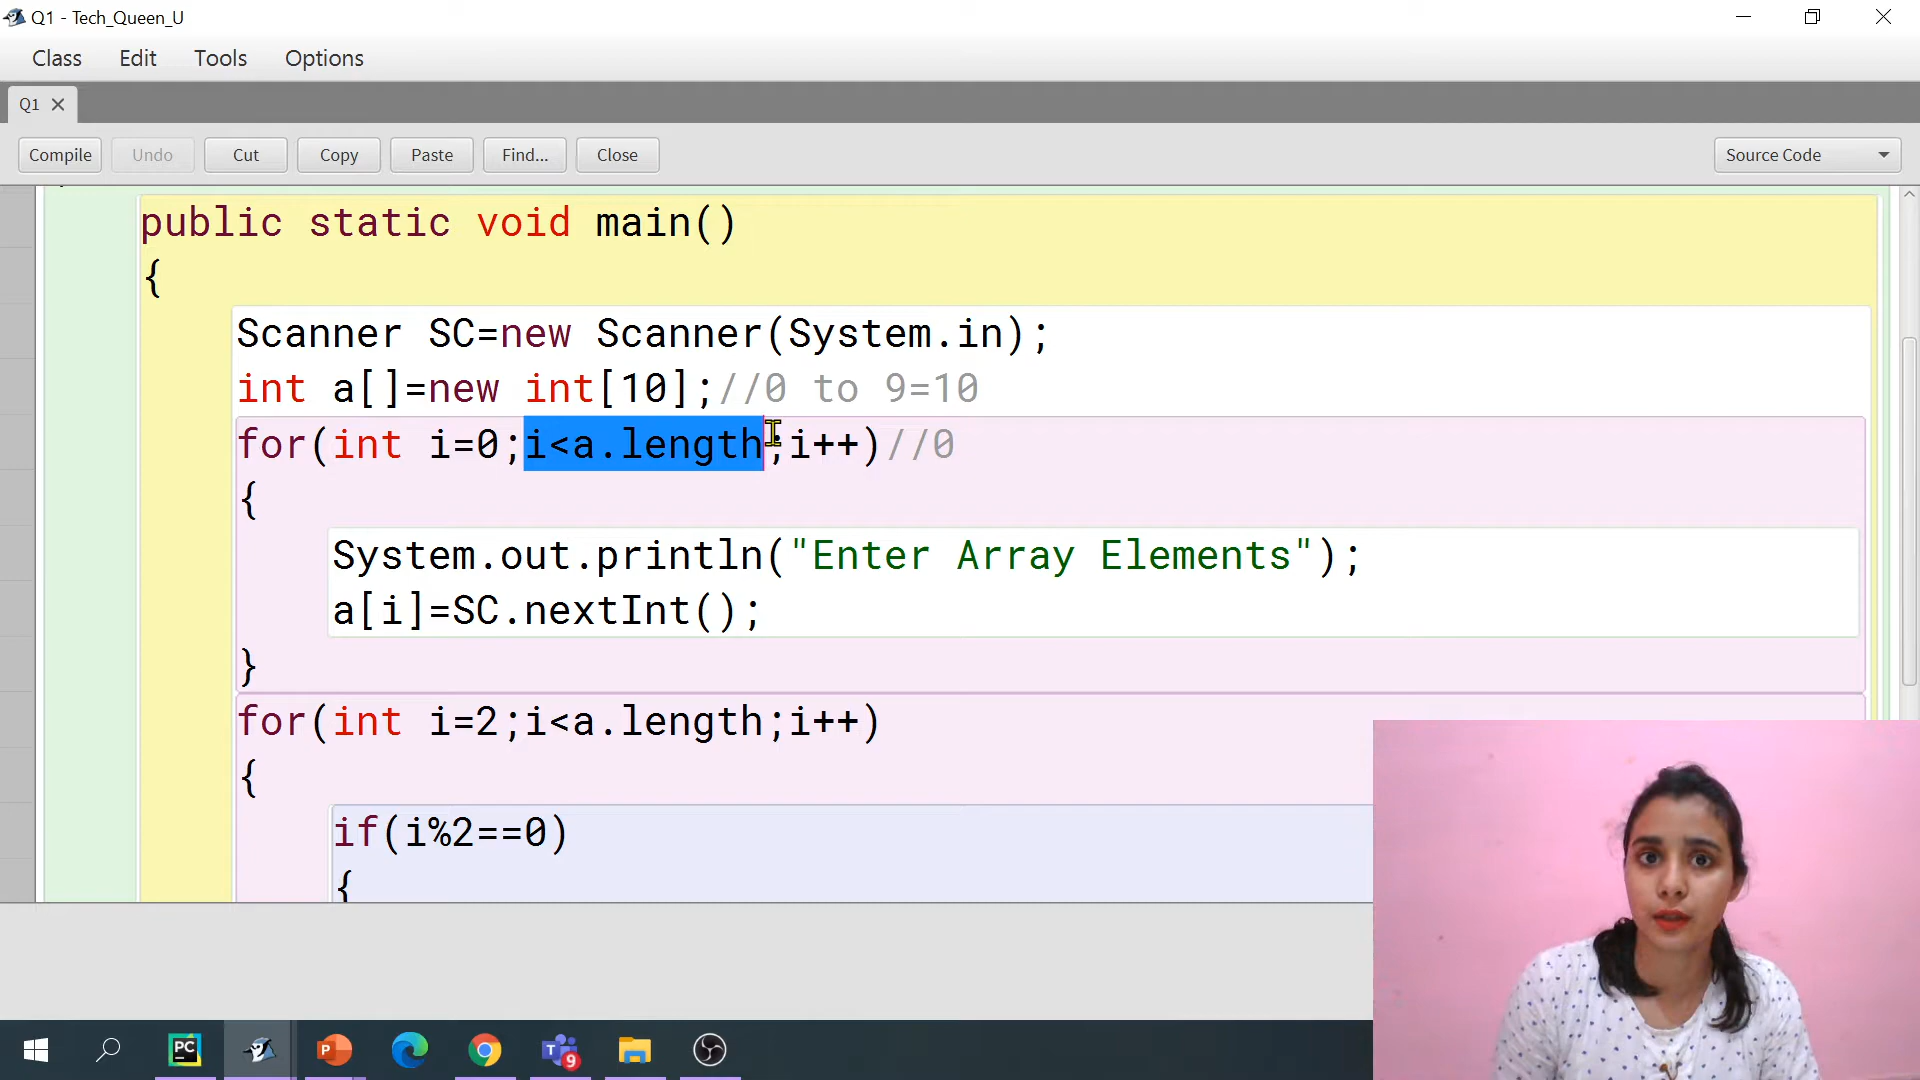 Q1 - Tech_Queen_U
Class Edit Tools Options
Q1
Compile Undo Cut Copy Paste Find... Close Source Code
public static void main()
{
Scanner SC=new Scanner(System.in);
int a[]=new int[10];//0 to 9=10
for(int i=0;i<a.length;i++)//0
{
System.out.println("Enter Array Elements");
a[i]=SC.nextInt();
}
for(int i=2;i<a.length;i++)
{
if(i%2==0)
{
PC P T 9